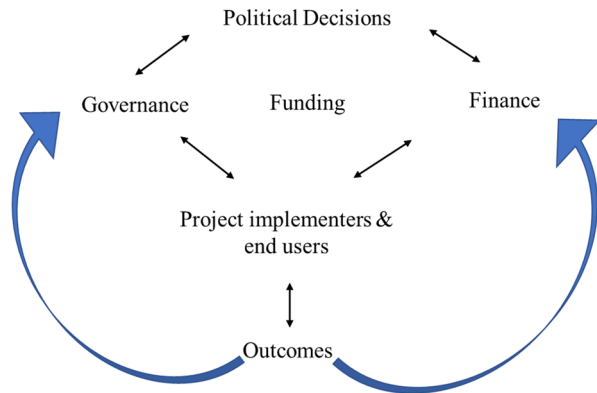 Political Decisions
Governance
Funding
Finance
Project implementers &
end users
Outcomes